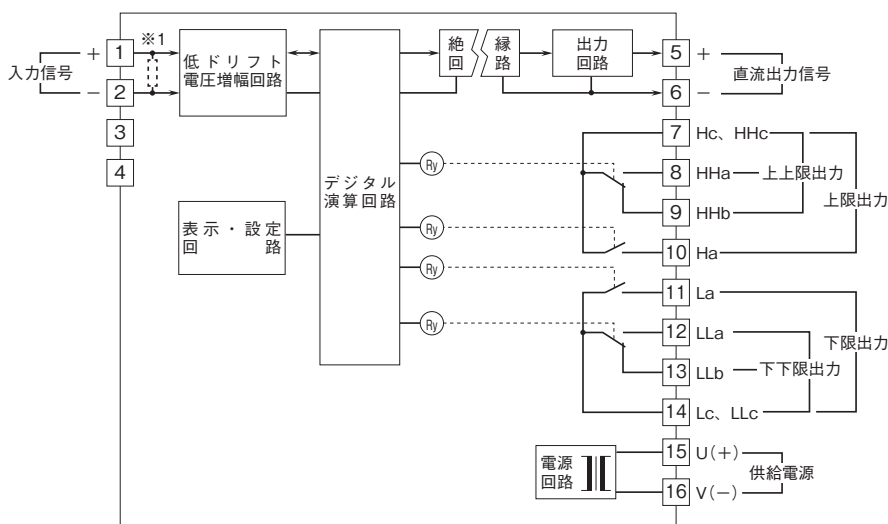 入力信号
+
1
※1
−
2
3
4
低ドリフト
電圧増幅回路
表示・設定
回路
デジタル
演算回路
絶縁
回路
出力
回路
Ry
Ry
Ry
Ry
5 +
6 −
直流出力信号
7 Hc、HHc
8 HHa
上上限出力
9 HHb
上限出力
10 Ha
11 La
12 LLa
下限出力
13 LLb
下下限出力
14 Lc、LLc
電源
回路
15 U(+)
供給電源
16 V(−)